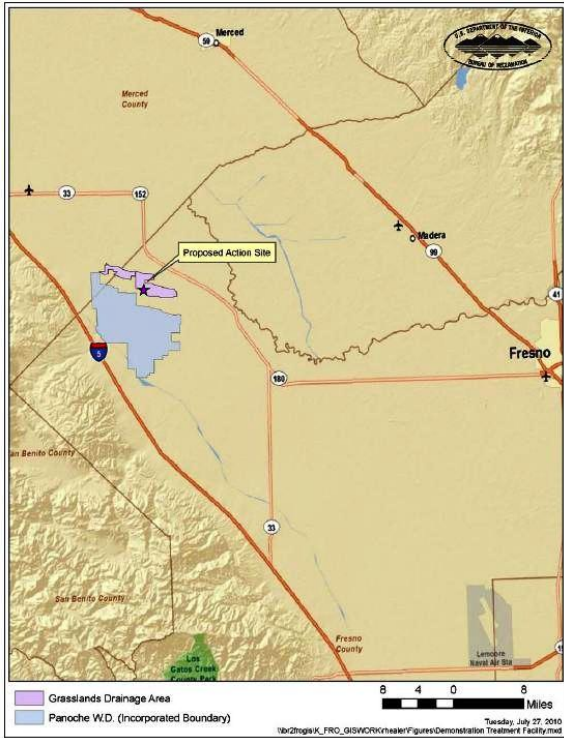 U.S. DEPARTMENT OF THE INTERIOR
BUREAU OF RECLAMATION
59
Merced
Merced
County
33
152
Proposed Action Site
Madera
99
41
5
Fresno
180
an Benito County
33
San Benito County
Fresno
County
Lemoore
Naval Air Sta
Los
Gatos Creek
County Park
Grasslands Drainage Area
Panoche W.D. (Incorporated Boundary)
8 4 0 8
Miles
Tuesday, July 27, 2010